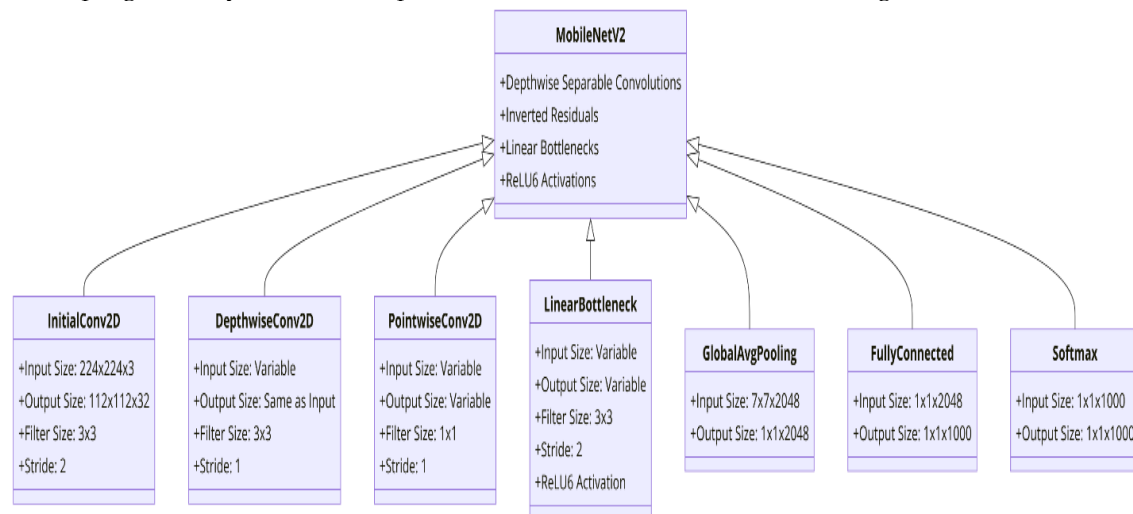 MobileNetV2
+Depthwise Separable Convolutions
+Inverted Residuals
+Linear Bottlenecks
+ReLU6 Activations
InitialConv2D
+Input Size: 224x224x3
+Output Size: 112x112x32
+Filter Size: 3x3
+Stride: 2
DepthwiseConv2D
+Input Size: Variable
+Output Size: Same as Input
+Filter Size: 3x3
+Stride: 1
PointwiseConv2D
+Input Size: Variable
+Output Size: Variable
+Filter Size: 1x1
+Stride: 1
LinearBottleneck
+Input Size: Variable
+Output Size: Variable
+Filter Size: 3x3
+Stride: 2
+ReLU6 Activation
GlobalAvgPooling
+Input Size: 7x7x2048
+Output Size: 1x1x2048
FullyConnected
+Input Size: 1x1x2048
+Output Size: 1x1x1000
Softmax
+Input Size: 1x1x1000
+Output Size: 1x1x1000